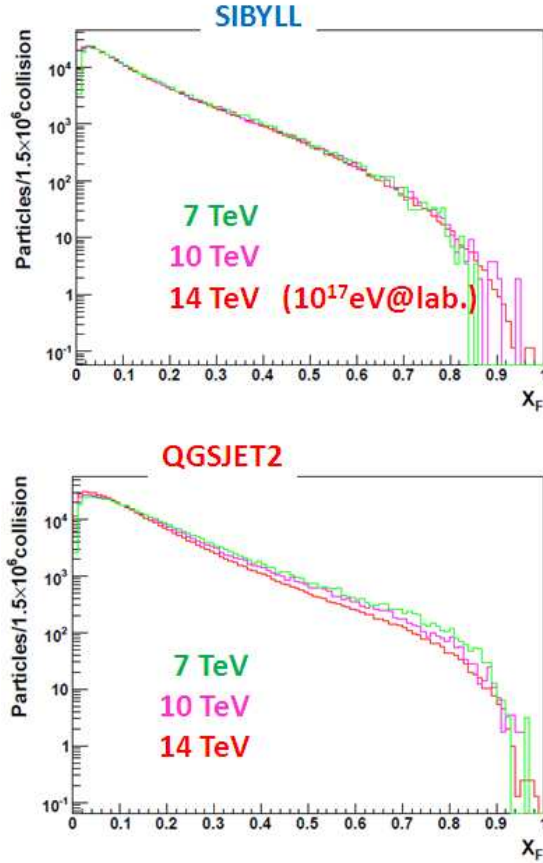 SIBYLL
Particles/1.5×10⁶collision
10⁴
10³
10²
10
1
10⁻¹
7 TeV
10 TeV
14 TeV (10¹⁷eV@lab.)
0 0.1 0.2 0.3 0.4 0.5 0.6 0.7 0.8 0.9 1
X_F
QGSJET2
Particles/1.5×10⁶collision
10⁴
10³
10²
10
1
10⁻¹
7 TeV
10 TeV
14 TeV
0 0.1 0.2 0.3 0.4 0.5 0.6 0.7 0.8 0.9 1
X_F